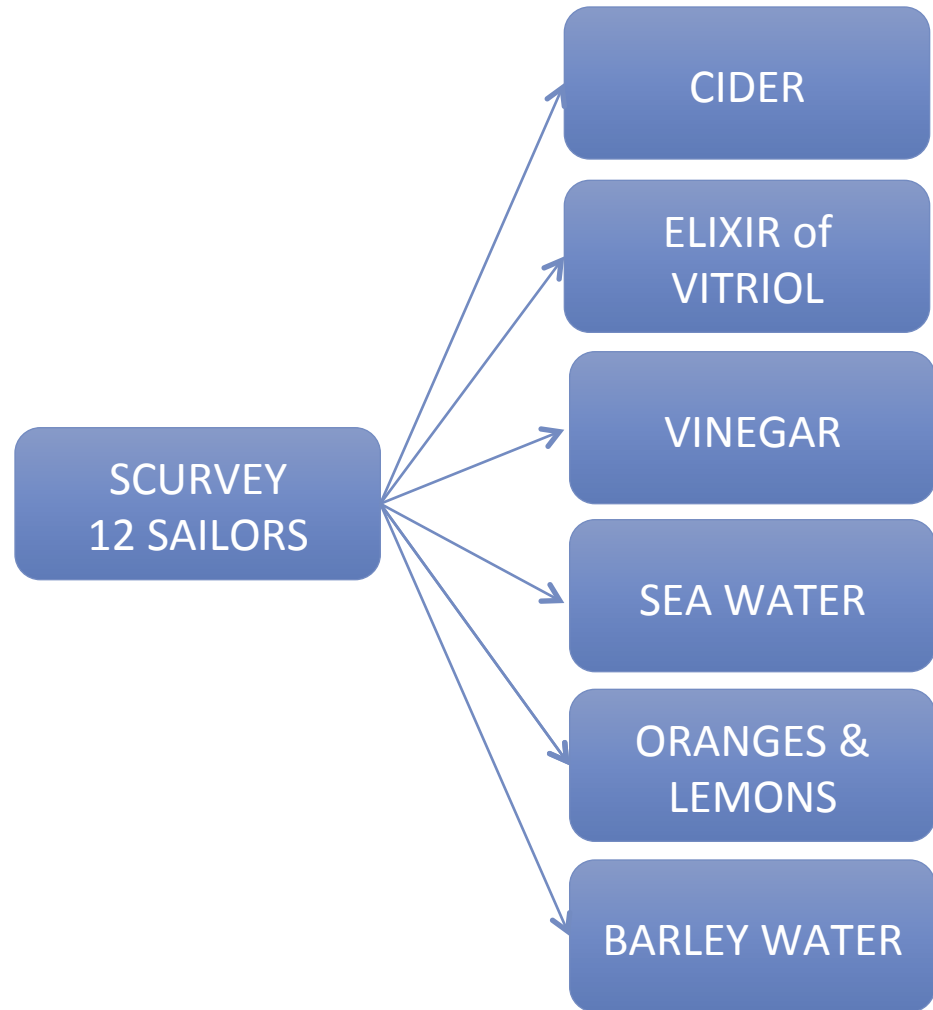 CIDER
ELIXIR of
VITRIOL
VINEGAR
SCURVEY
12 SAILORS
SEA WATER
ORANGES &
LEMONS
BARLEY WATER